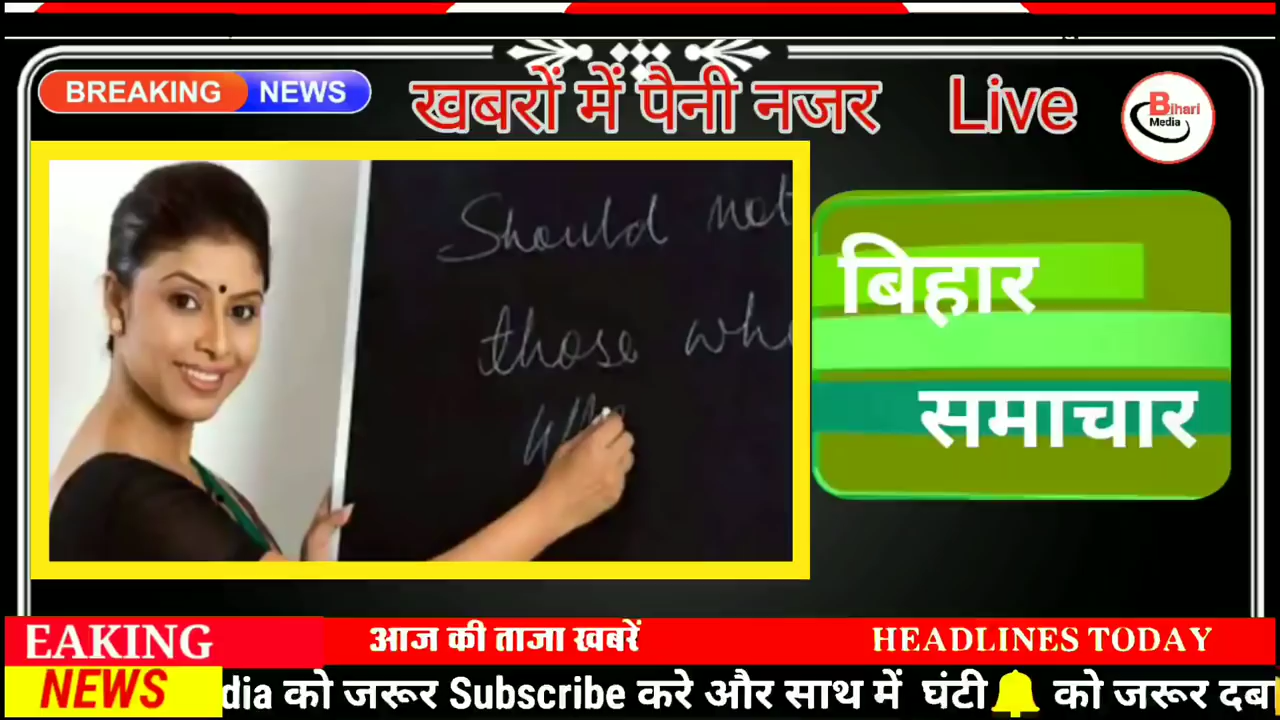 BREAKING NEWS
खबरों में पैनी नजर
Live
Bihari
Media
Should not
those
बिहार
समाचार
EAKING
NEWS
आज की ताजा खबरें
HEADLINES TODAY
dia को जरूर Subscribe करे और साथ में घंटी🔔 को जरूर दबा